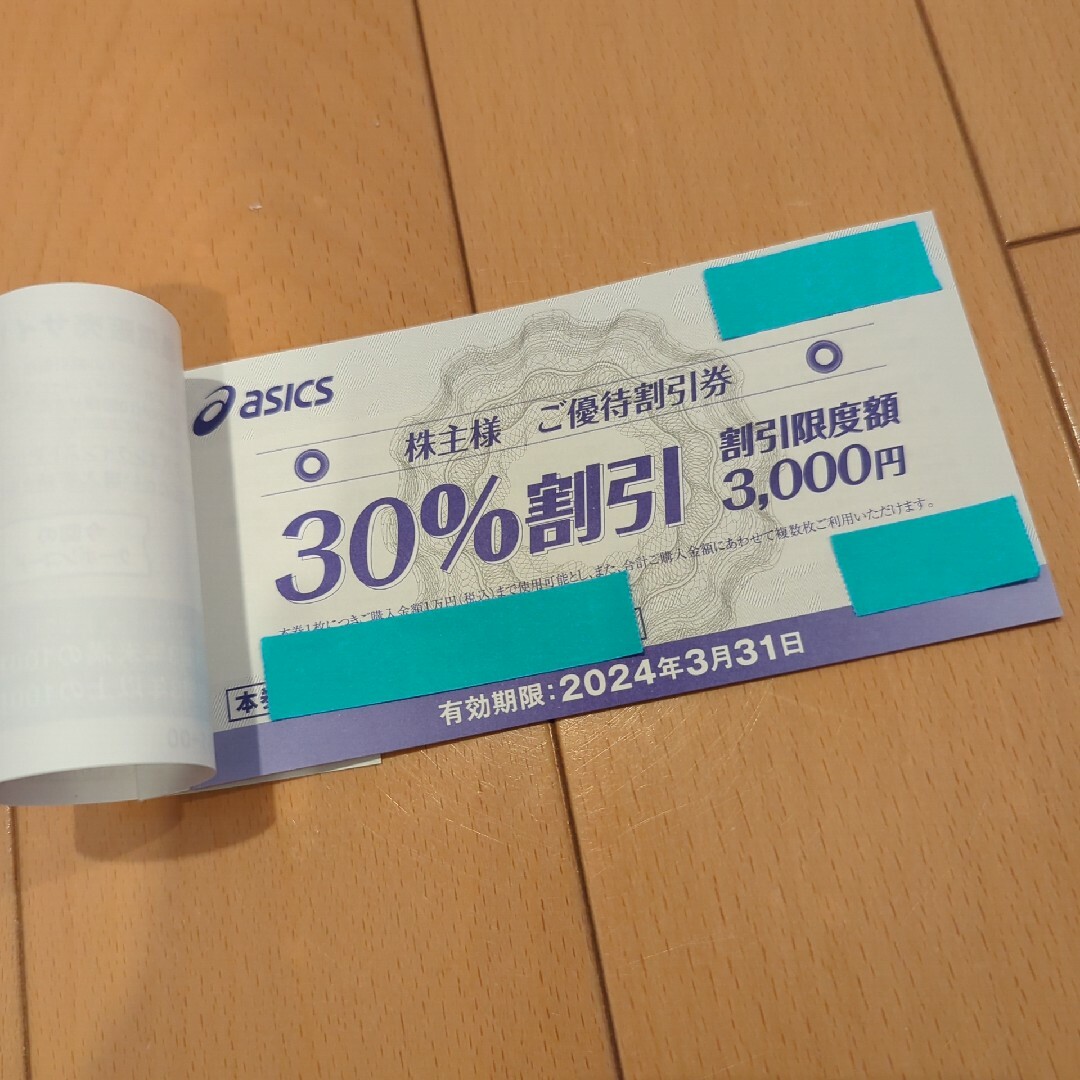 asics
株主様 ご優待割引券
30%割引
割引限度額
3,000円
本券1枚につきご購入金額1万円(税込)まで使用可能とし、また、合計ご購入金額にあわせて複数枚ご利用いただけます。
本券
有効期限:2024年3月31日